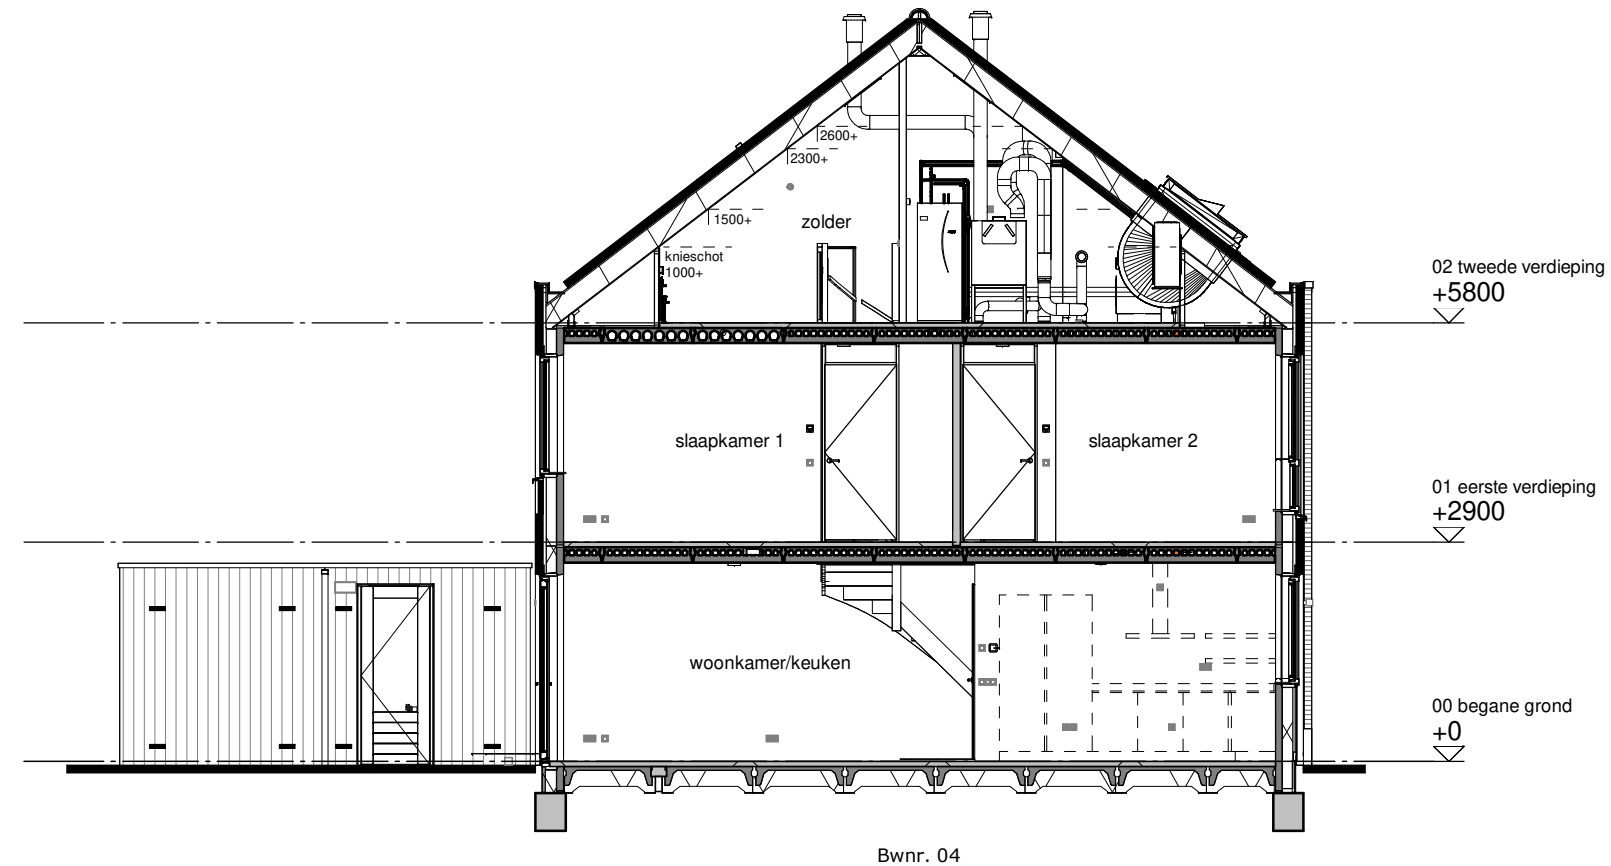 2600+
2300+
1500+
zolder
knieschot
1000+
02 tweede verdieping
+5800
slaapkamer 1
slaapkamer 2
01 eerste verdieping
+2900
woonkamer/keuken
00 begane grond
+0
Bwnr. 04